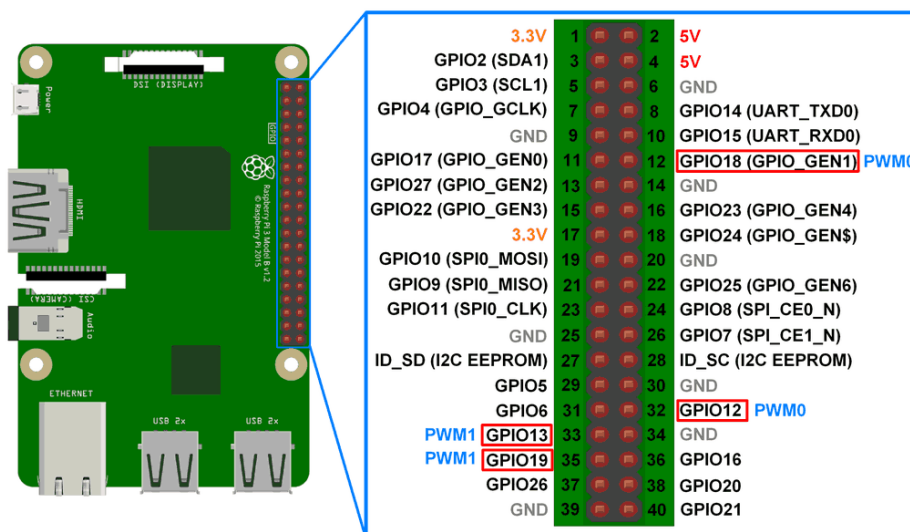 DSI (DISPLAY)
Power
GPIO
HDMI
Raspberry Pi 3 Model B v1.2
© Raspberry Pi 2015
CSI (CAMERA)
Audio
ETHERNET
USB 2x
USB 2x
3.3V 1 2 5V
GPIO2 (SDA1) 3 4 5V
GPIO3 (SCL1) 5 6 GND
GPIO4 (GPIO_GCLK) 7 8 GPIO14 (UART_TXD0)
GND 9 10 GPIO15 (UART_RXD0)
GPIO17 (GPIO_GEN0) 11 12 GPIO18 (GPIO_GEN1) PWM0
GPIO27 (GPIO_GEN2) 13 14 GND
GPIO22 (GPIO_GEN3) 15 16 GPIO23 (GPIO_GEN4)
3.3V 17 18 GPIO24 (GPIO_GEN$)
GPIO10 (SPI0_MOSI) 19 20 GND
GPIO9 (SPI0_MISO) 21 22 GPIO25 (GPIO_GEN6)
GPIO11 (SPI0_CLK) 23 24 GPIO8 (SPI_CE0_N)
GND 25 26 GPIO7 (SPI_CE1_N)
ID_SD (I2C EEPROM) 27 28 ID_SC (I2C EEPROM)
GPIO5 29 30 GND
GPIO6 31 32 GPIO12 PWM0
PWM1 GPIO13 33 34 GND
PWM1 GPIO19 35 36 GPIO16
GPIO26 37 38 GPIO20
GND 39 40 GPIO21